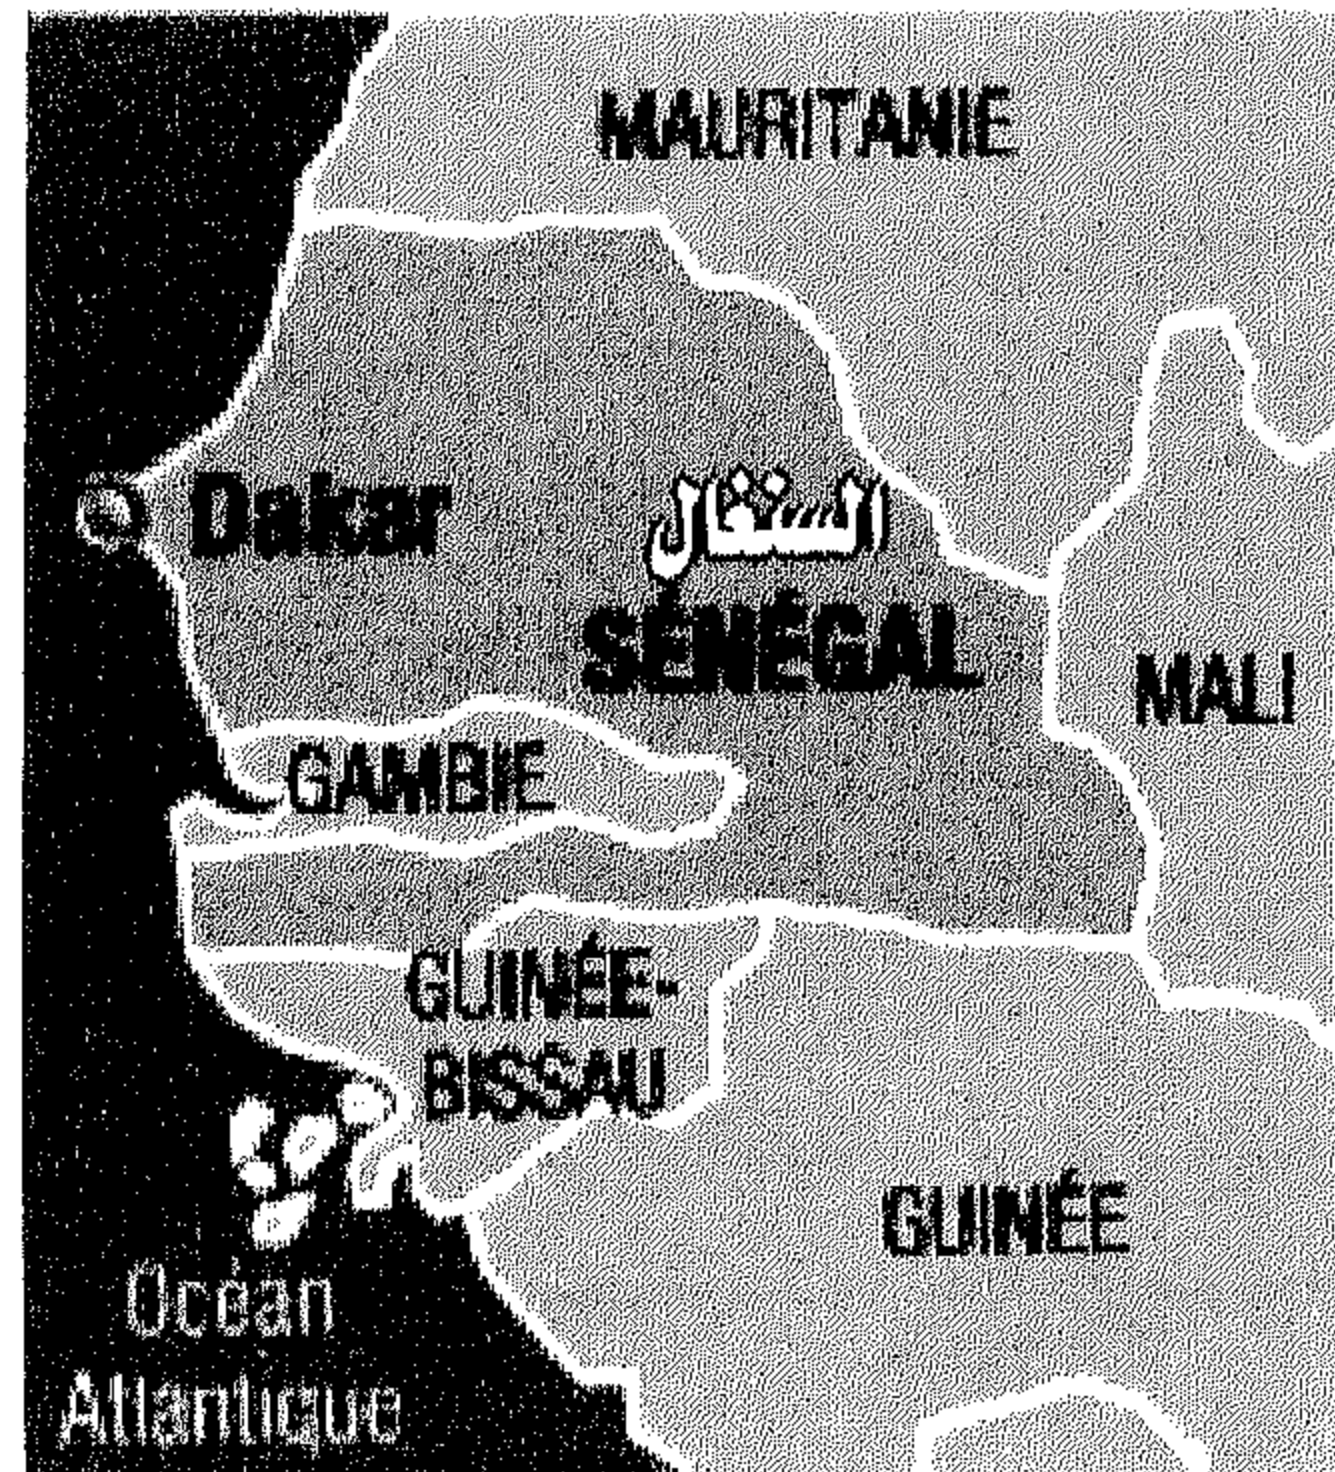 MAURITANIE
Dakar
السنغال
SÉNÉGAL
MALI
GAMBIE
GUINÉE-
BISSAU
GUINÉE
Océan
Atlantique